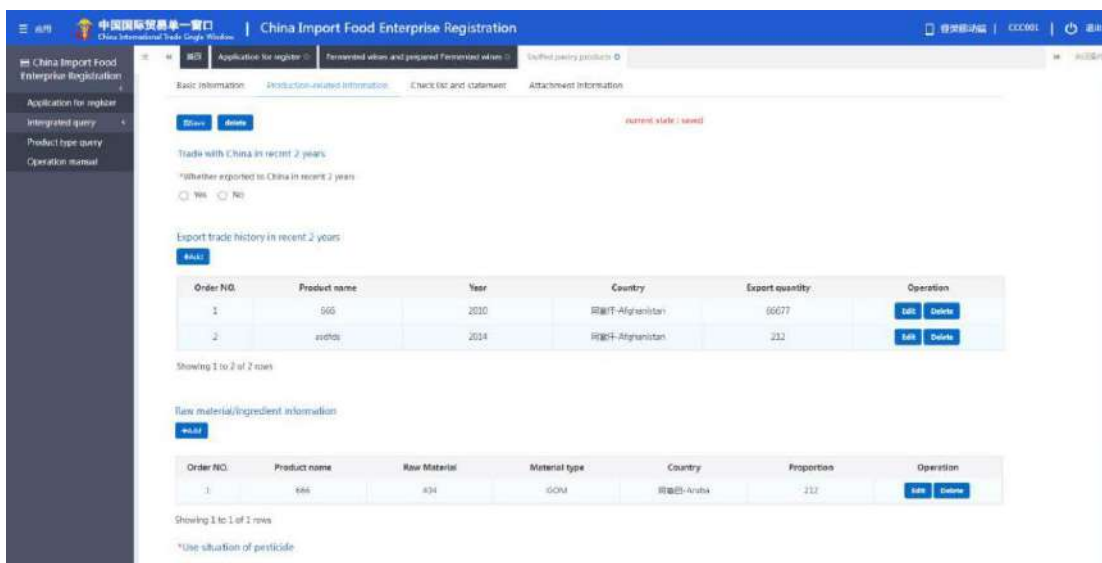 中国国际贸易单一窗口
China International Trade Single Window
China Import Food Enterprise Registration
CCC001
China Import Food
Enterprise Registration
Application for register
Intergrated query
Product type query
Operation manual
Application for register
Fermented wines and prepared Fermented wines
Stuffed pastry products
Basic Information
Production-related Information
Check list and statement
Attachment Information
Save
delete
current state : saved
Trade with China in recent 2 years
*Whether exported to China in recent 2 years
Yes No
Export trade history in recent 2 years
+Add
Order NO. Product name Year Country Export quantity Operation
1 2010 阿富汗-Afghanistan 66677 Edit Delete
2 2014 阿富汗-Afghanistan 212 Edit Delete
Showing 1 to 2 of 2 rows
Raw material/ingredient information
+Add
Order NO. Product name Raw Material Material type Country Proportion Operation
1 666 434 GOM 阿鲁巴-Aruba 212 Edit Delete
Showing 1 to 1 of 1 rows
*Use situation of pesticide